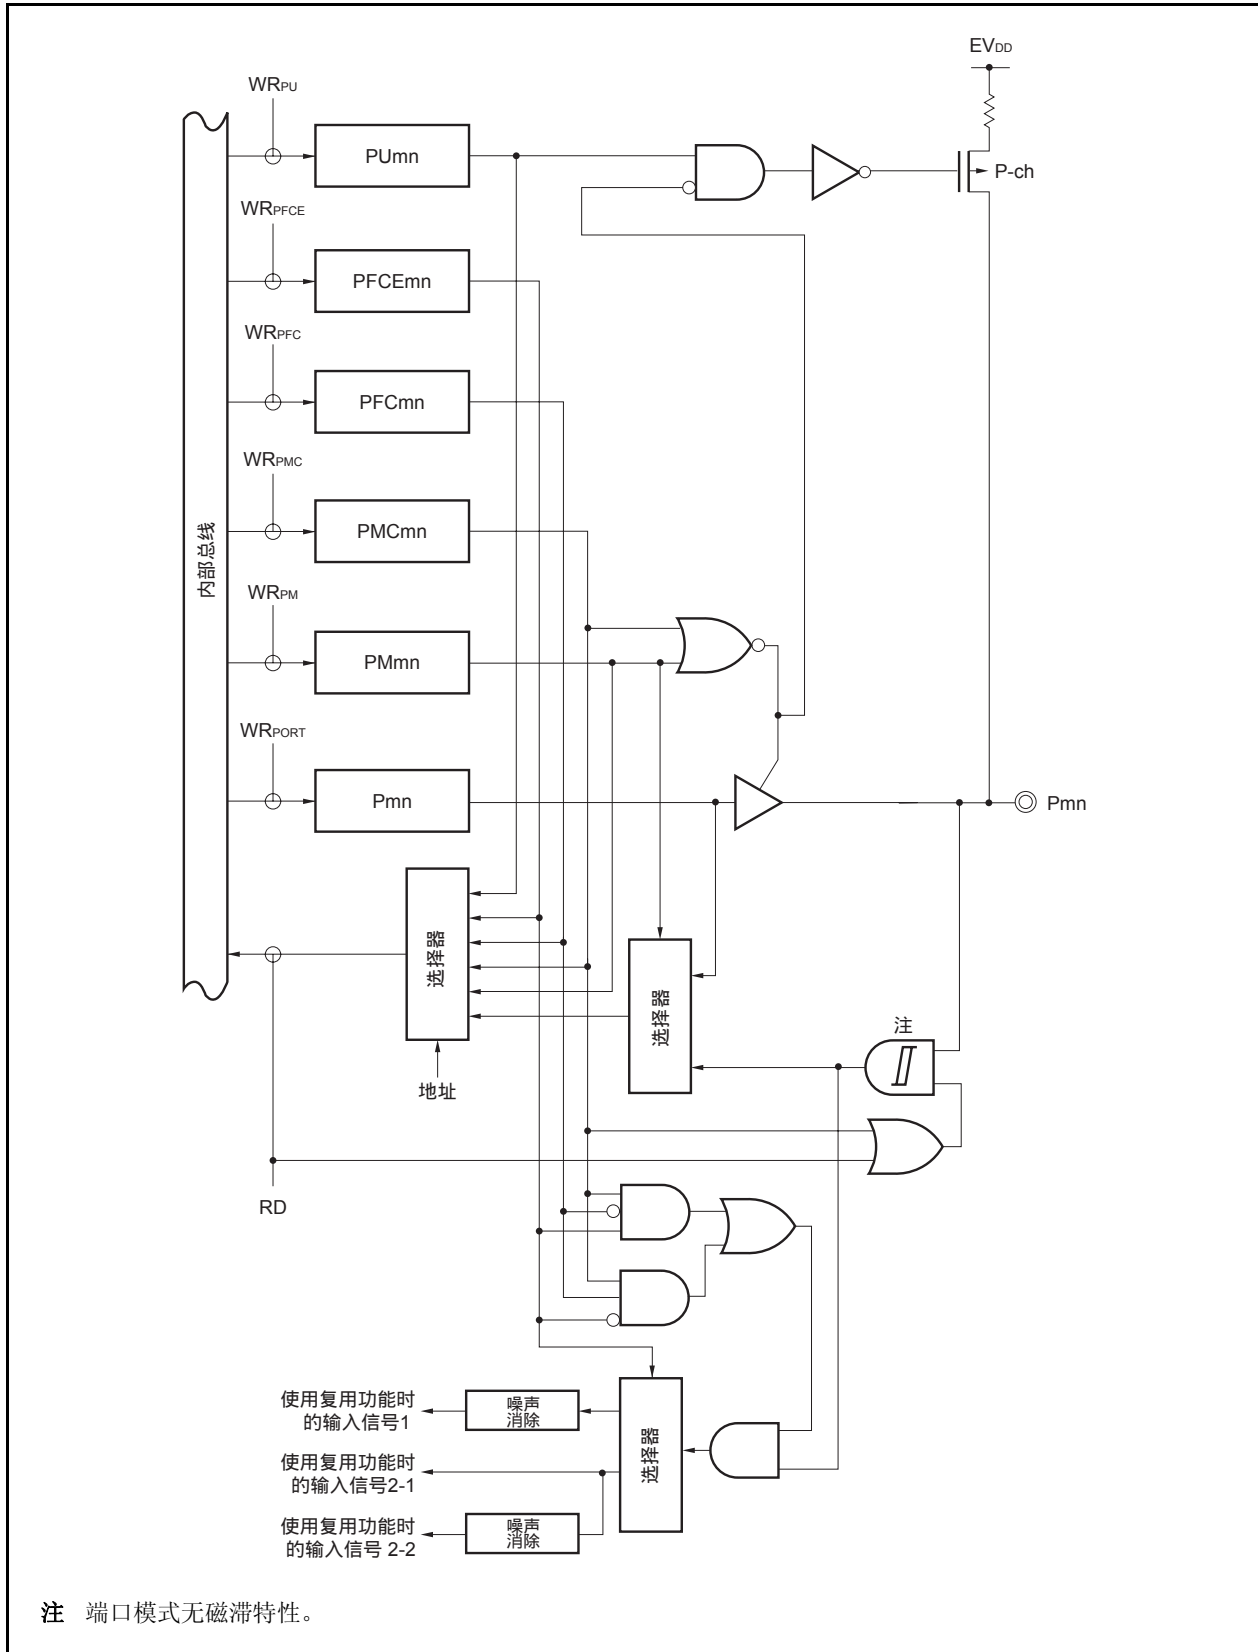 EVDD
WRPU
PUmn
P-ch
WRPFCE
PFCEmn
WRPFC
PFCmn
WRPMC
PMCmn
内部总线
WRPM
PMmn
WRPORT
Pmn
Pmn
选择器
选择器
注
地址
RD
使用复用功能时
的输入信号1
噪声
消除
选择器
使用复用功能时
的输入信号2-1
使用复用功能时
的输入信号 2-2
噪声
消除
注 端口模式无磁滞特性。